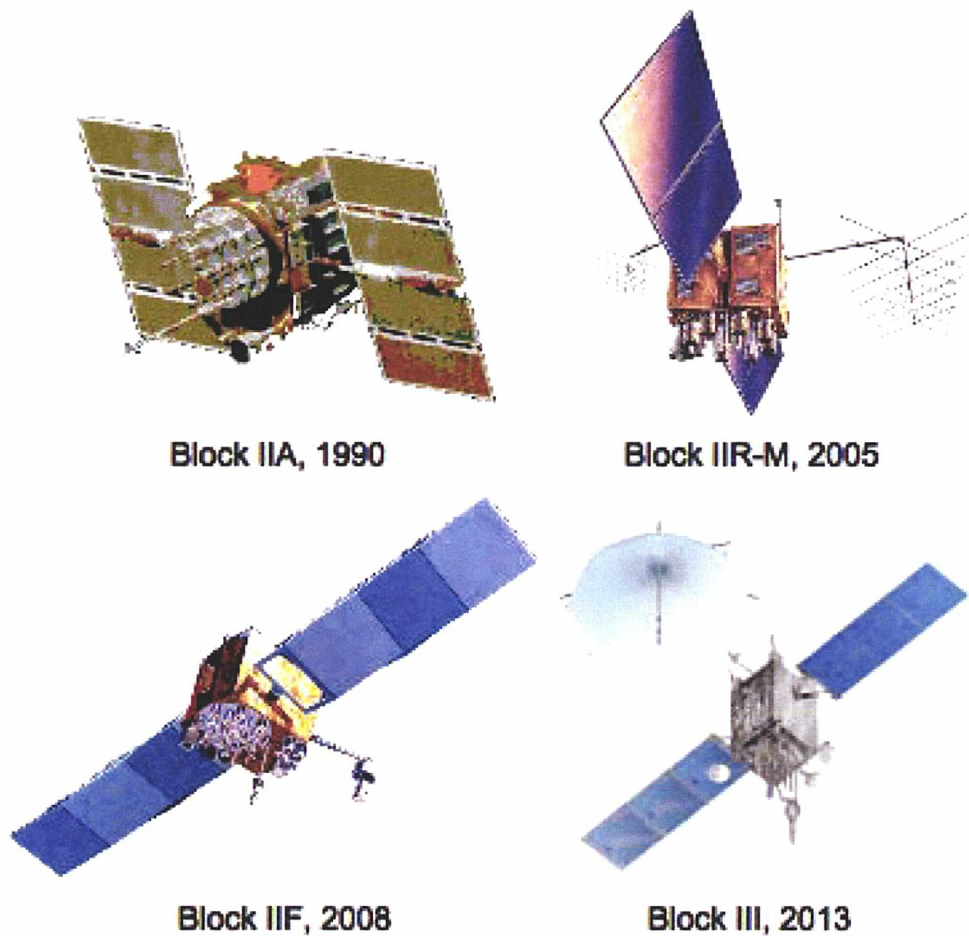 Block IIA, 1990
Block IIR-M, 2005
Block IIF, 2008
Block III, 2013